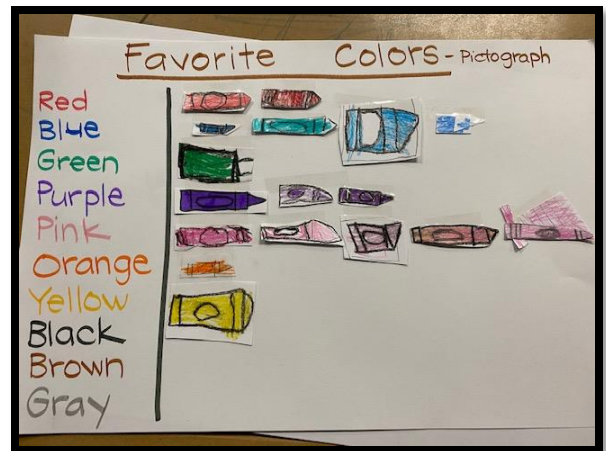 Favorite Colors - Pictograph
Red
Blue
Green
Purple
Pink
Orange
Yellow
Black
Brown
Gray